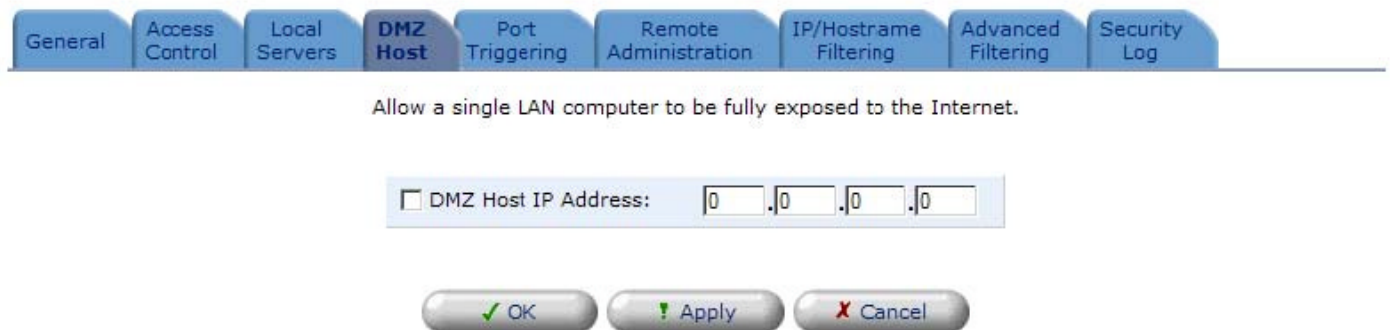 General
Access Control
Local Servers
DMZ Host
Port Triggering
Remote Administration
IP/Hostname Filtering
Advanced Filtering
Security Log
Allow a single LAN computer to be fully exposed to the Internet.
DMZ Host IP Address: 0 .0 .0 .0
OK
Apply
Cancel